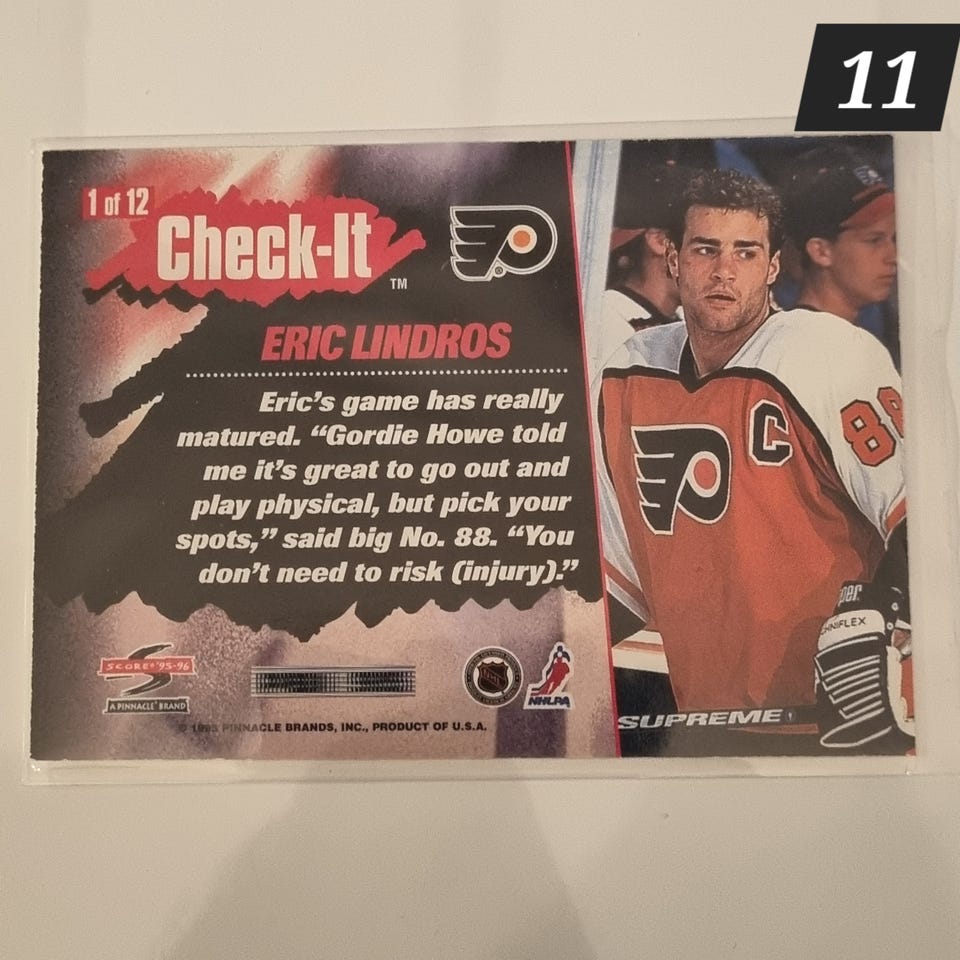 11
1 of 12
Check-It
TM
ERIC LINDROS
Eric's game has really
matured. “Gordie Howe told
me it's great to go out and
play physical, but pick your
spots,” said big No. 88. “You
don't need to risk (injury).”
C
88
SCORE® '95-96
A PINNACLE BRAND
NHL
NHLPA
© 1995 PINNACLE BRANDS, INC., PRODUCT OF U.S.A.
SUPREME